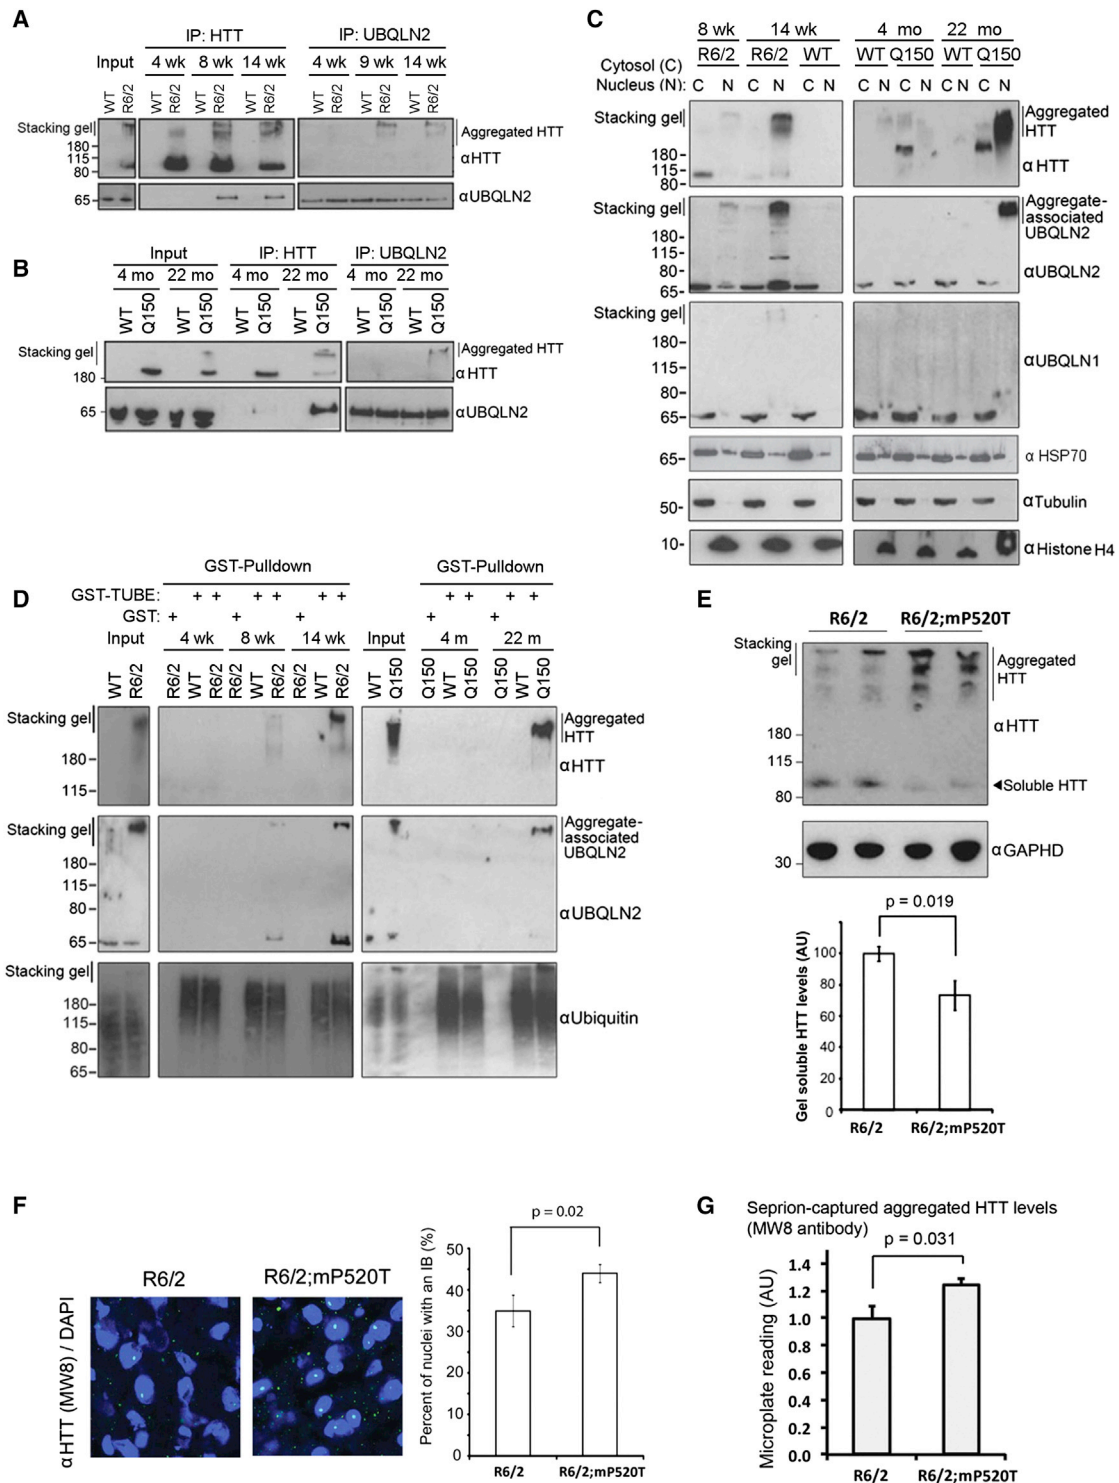 A
IP: HTT
IP: UBQLN2
Input
4 wk
8 wk
14 wk
4 wk
9 wk
14 wk
WT
R6/2
WT
R6/2
WT
R6/2
WT
R6/2
WT
R6/2
WT
R6/2
WT
R6/2
Stacking gel
180
115
80
Aggregated HTT
αHTT
65
αUBQLN2
B
Input
IP: HTT
IP: UBQLN2
4 mo
22 mo
4 mo
22 mo
4 mo
22 mo
WT
Q150
WT
Q150
WT
Q150
WT
Q150
WT
Q150
WT
Q150
Stacking gel
180
Aggregated HTT
αHTT
65
αUBQLN2
C
8 wk
14 wk
4 mo
22 mo
R6/2
R6/2
WT
WT
Q150
WT
Q150
Cytosol (C)
Nucleus (N):
C N C N C N
C N C N C N C N
Stacking gel
180-
115-
80-
Aggregated
HTT
αHTT
Stacking gel
180-
115-
80-
65-
Aggregate-
associated
UBQLN2
αUBQLN2
Stacking gel
180-
115-
80-
65-
αUBQLN1
65-
α HSP70
50-
αTubulin
10-
αHistone H4
D
GST-Pulldown
GST-Pulldown
GST-TUBE:
+ + + + + +
+ + + +
GST:
+ + +
+ +
Input
4 wk
8 wk
14 wk
Input
4 m
22 m
WT
R6/2
R6/2
WT
R6/2
R6/2
WT
R6/2
R6/2
WT
R6/2
WT
Q150
Q150
WT
Q150
Q150
WT
Q150
Stacking gel
180
115
Aggregated
HTT
αHTT
Stacking gel
180
115
80
65
Aggregate-
associated
UBQLN2
αUBQLN2
Stacking gel
180
115
80
65
αUbiquitin
E
R6/2
R6/2;mP520T
Stacking
gel
180
115
80
Aggregated
HTT
αHTT
Soluble HTT
30
αGAPHD
p = 0.019
Gel soluble HTT levels (AU)
100
80
60
40
20
0
R6/2
R6/2;mP520T
F
R6/2
R6/2;mP520T
αHTT (MW8) / DAPI
p = 0.02
Percent of nuclei with an IB (%)
50
40
30
20
10
0
R6/2
R6/2;mP520T
G
Seprion-captured aggregated HTT levels
(MW8 antibody)
p = 0.031
Microplate reading (AU)
1.4
1.2
1.0
0.8
0.6
0.4
0.2
0.0
R6/2
R6/2;mP520T